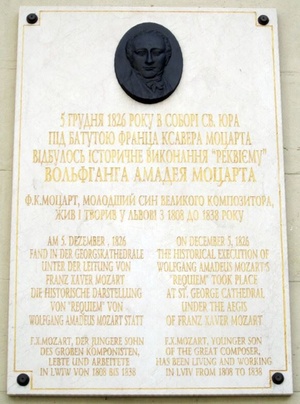 5 ГРУДНЯ 1826 РОКУ В СОБОРІ СВ. ЮРА
ПІД БАТУТОЮ ФРАНЦА КСАВЕРА МОЦАРТА
ВІДБУЛОСЬ ІСТОРИЧНЕ ВИКОНАННЯ "РЕКВІЄМУ"
ВОЛЬФГАНГА АМАДЕЯ МОЦАРТА
Ф.К.МОЦАРТ, МОЛОДШИЙ СИН ВЕЛИКОГО КОМПОЗИТОРА,
ЖИВ І ТВОРИВ У ЛЬВОВІ З 1808 ДО 1838 РОКУ
AM 5. DEZEMBER , 1826
FAND IN DER GEORGSRATHEDRALE
UNTER DER LEITUNG VON
FRANZ XAVER MOZART
DIE HISTORISCHE DARSTELLUNG
VON "REQUIEM" VON
WOLFGANG AMADEUS MOZART STATT
F.X.MOZART, DER JUNGERE SOHN
DES GROBEN KOMPONISTEN,
LEBTE UND ARBEITETE
IN LWIW VON 1808 BIS 1838
ON DECEMBER 5, 1826
THE HISTORICAL EXECUTION OF
WOLFGANG AMADEUS MOZART'S
"REQUIEM" TOOK PLACE
AT ST. GEORGE CATHEDRAL
UNDER THE AEGIS
OF FRANZ XAVER MOZART
F.X.MOZART, YOUNGER SON
OF THE GREAT COMPOSER,
HAS BEEN LIVING AND WORKING
IN LVIV FROM 1808 TO 1838